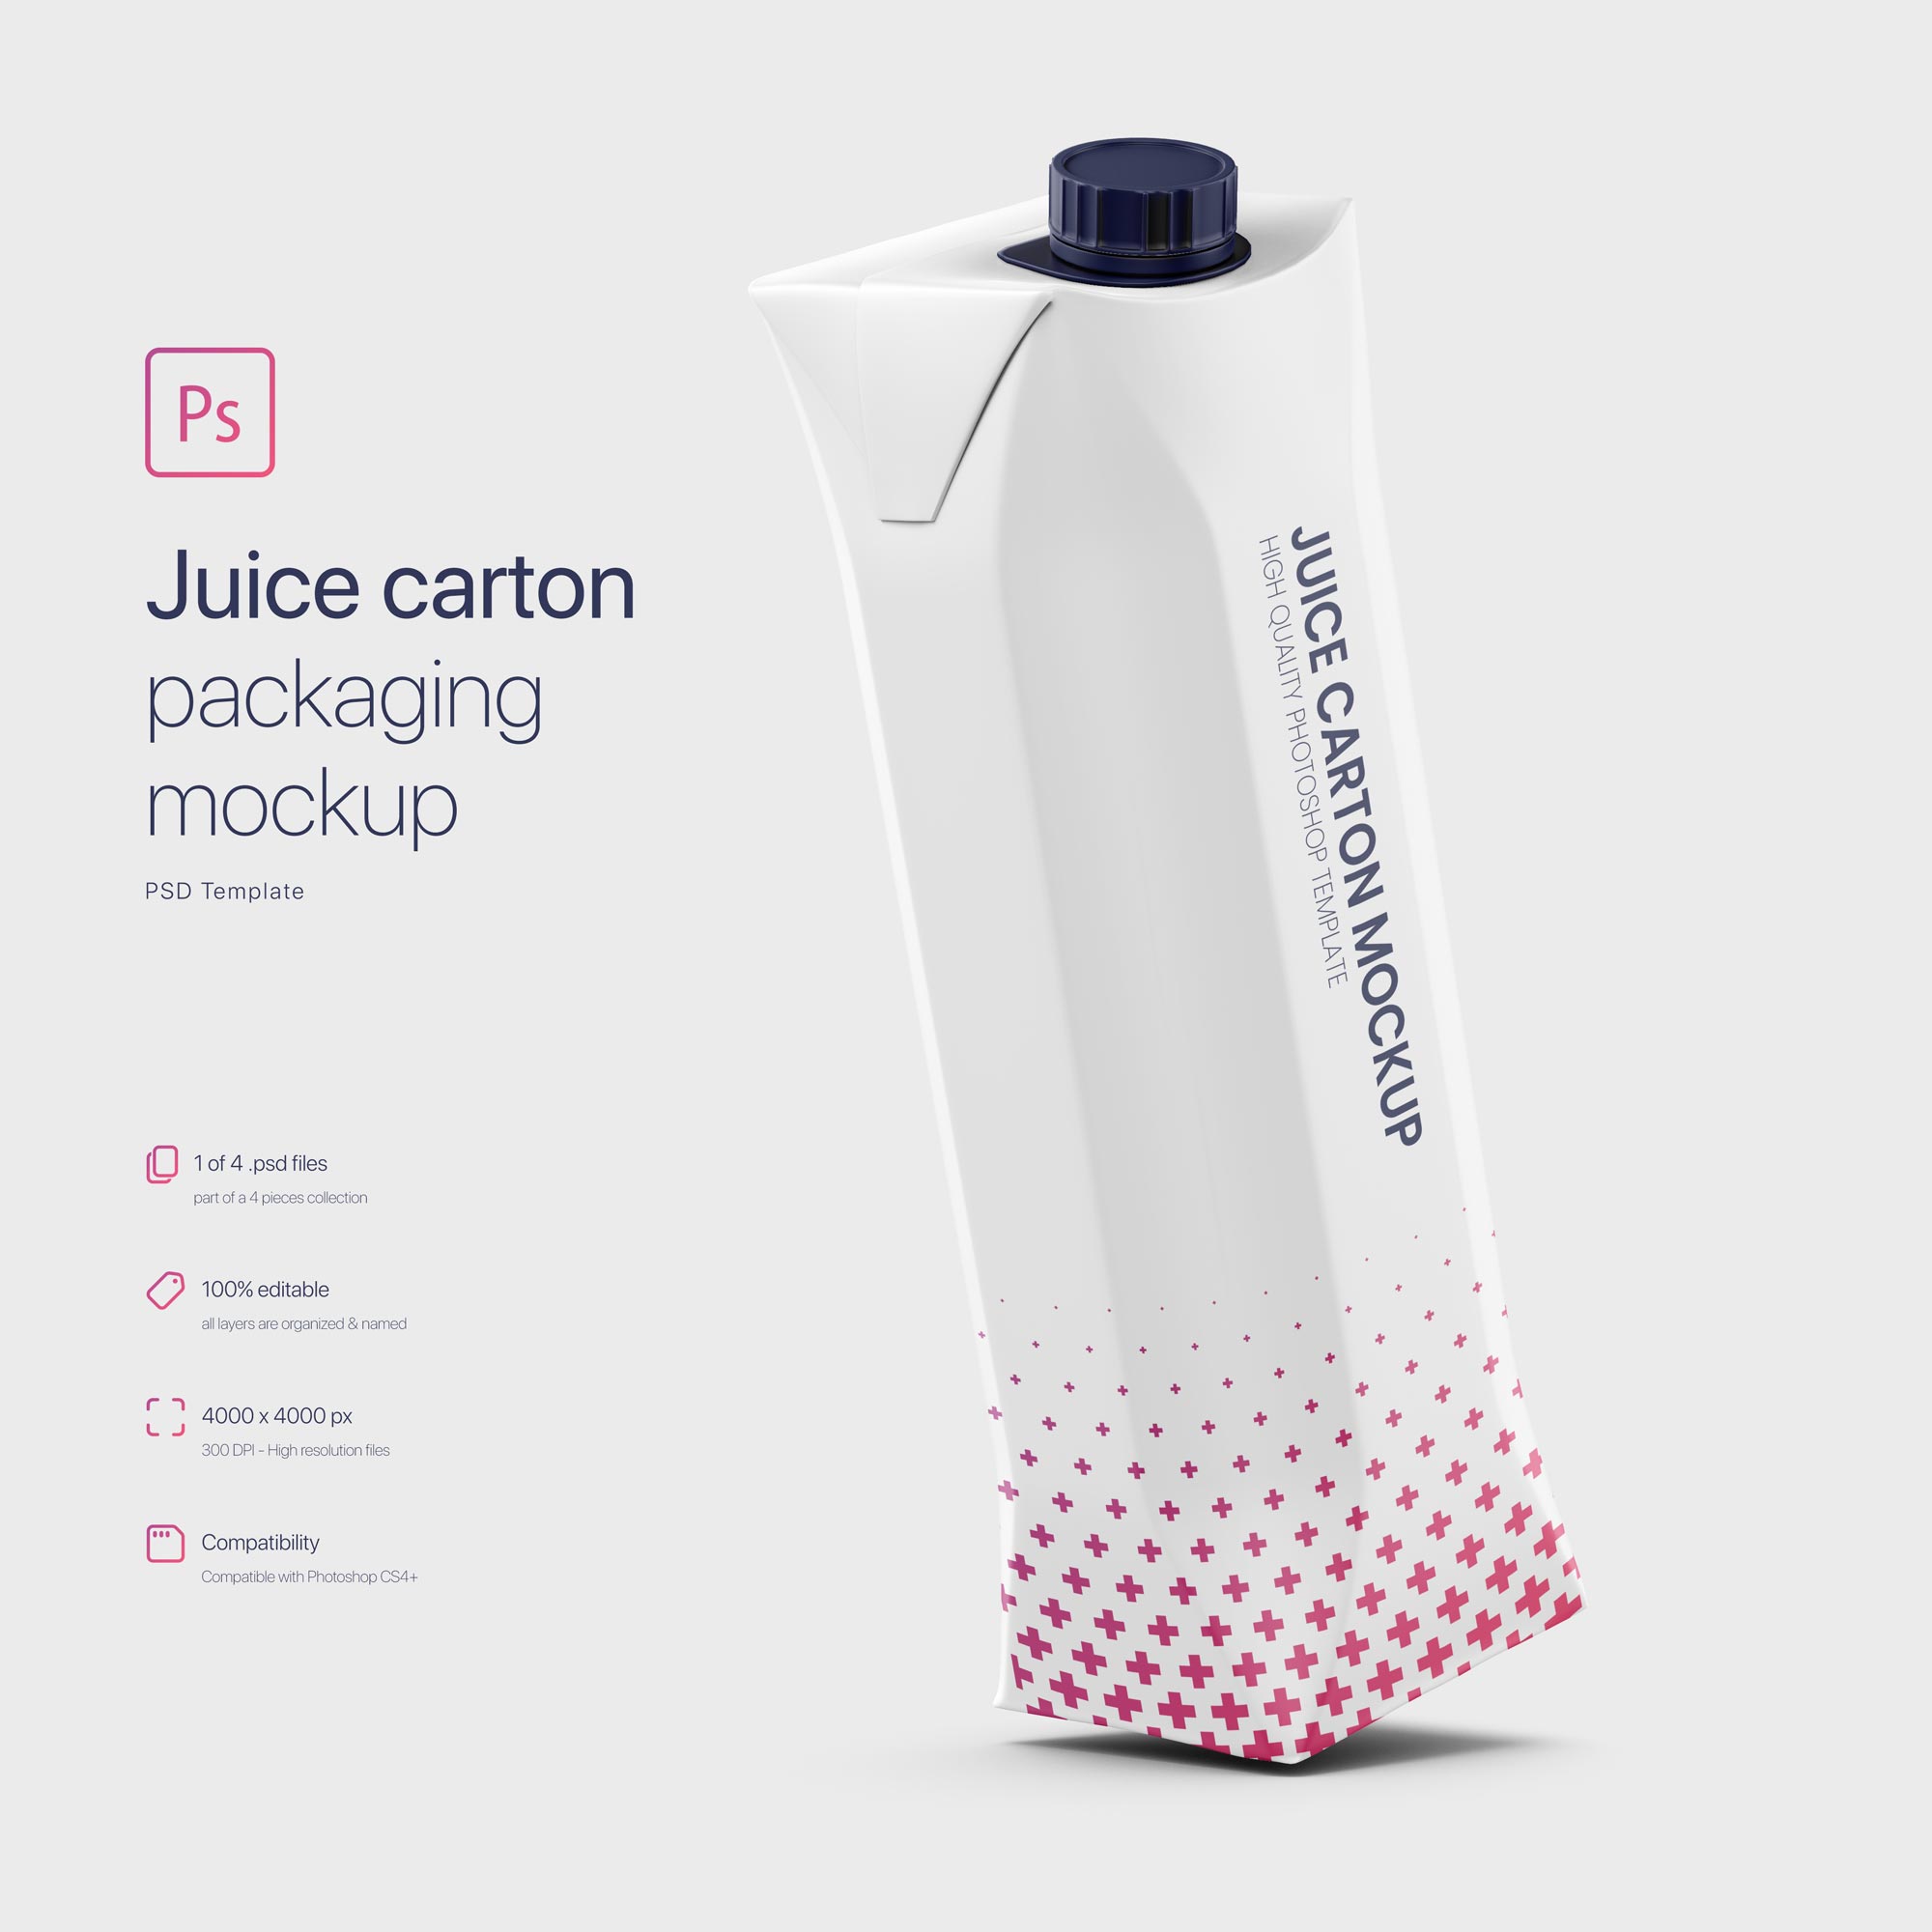 Ps
Juice carton
packaging
mockup
PSD Template
1 of 4 .psd files
part of a 4 pieces collection
100% editable
all layers are organized & named
4000 x 4000 px
300 DPI - High resolution files
Compatibility
Compatible with Photoshop CS4+
JUICE CARTON MOCKUP
HIGH QUALITY PHOTOSHOP TEMPLATE